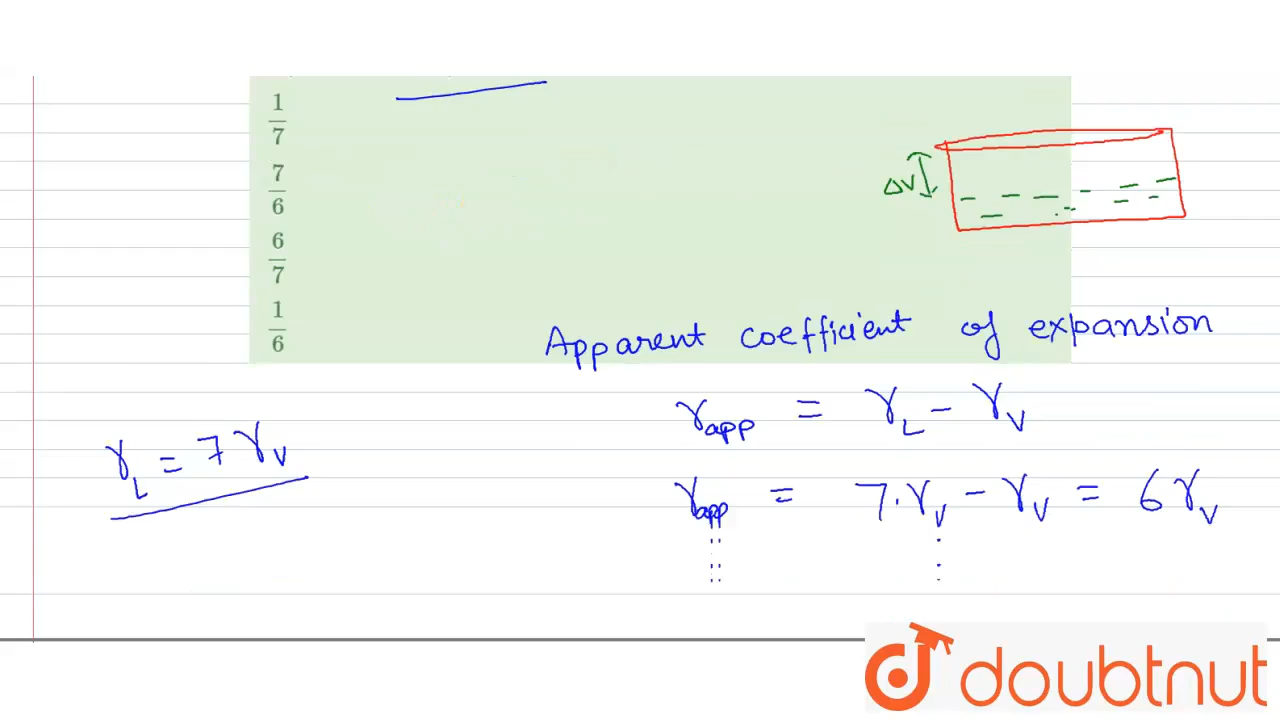 1/7
7/6
6/7
1/6
ΔV
Apparent coefficient of expansion
γapp = γL − γV
γL = 7γV
γapp = 7.γV − γV = 6γV
doubtnut